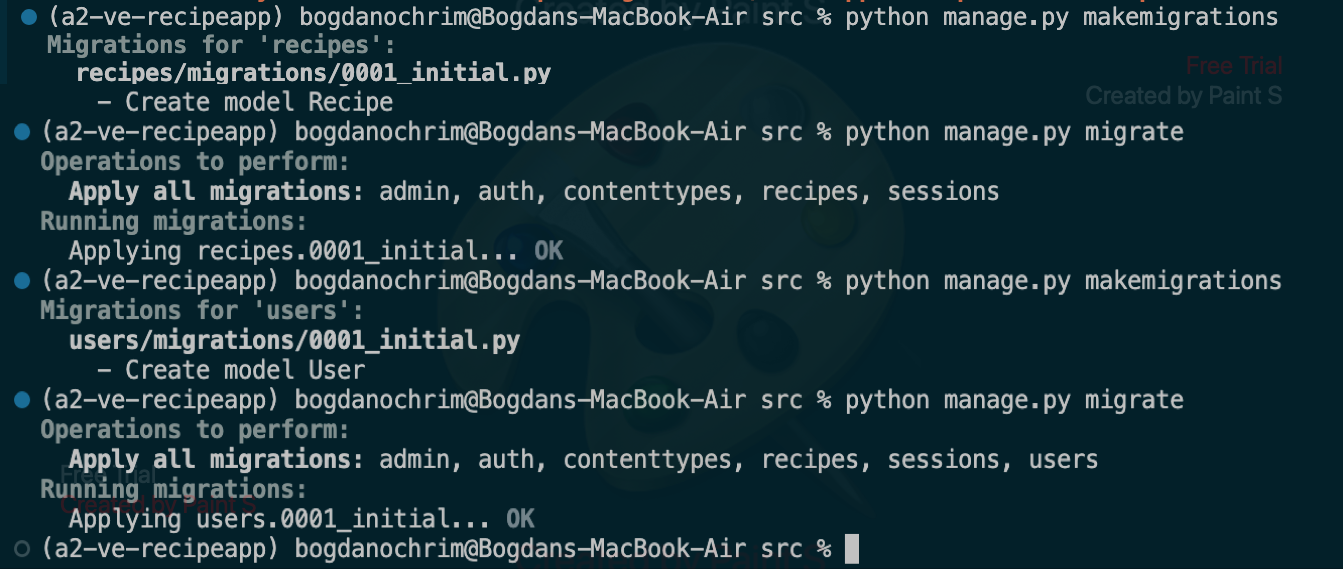 (a2-ve-recipeapp) bogdanochrim@Bogdans-MacBook-Air src % python manage.py makemigrations
Migrations for 'recipes':
recipes/migrations/0001_initial.py
– Create model Recipe
(a2-ve-recipeapp) bogdanochrim@Bogdans-MacBook-Air src % python manage.py migrate
Operations to perform:
Apply all migrations: admin, auth, contenttypes, recipes, sessions
Running migrations:
Applying recipes.0001_initial... OK
(a2-ve-recipeapp) bogdanochrim@Bogdans-MacBook-Air src % python manage.py makemigrations
Migrations for 'users':
users/migrations/0001_initial.py
– Create model User
(a2-ve-recipeapp) bogdanochrim@Bogdans-MacBook-Air src % python manage.py migrate
Operations to perform:
Apply all migrations: admin, auth, contenttypes, recipes, sessions, users
Running migrations:
Applying users.0001_initial... OK
(a2-ve-recipeapp) bogdanochrim@Bogdans-MacBook-Air src %
Free Trial
Created by Paint S
Free Trial
Created by Paint S
Created by Paint S
Created by Paint S